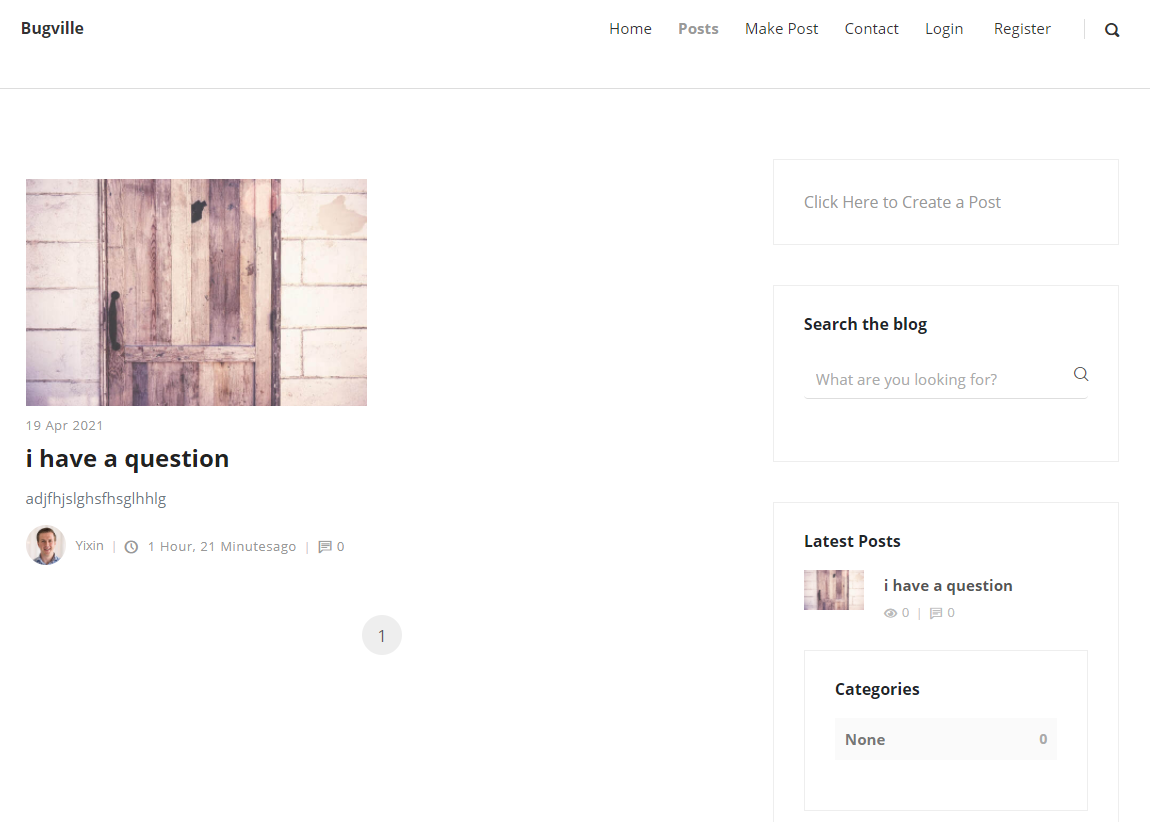 Bugville
Home Posts Make Post Contact Login Register
19 Apr 2021
i have a question
adjfhjslghsfhsglhhlg
Yixin | 1 Hour, 21 Minutesago | 0
1
Click Here to Create a Post
Search the blog
What are you looking for?
Latest Posts
i have a question
0 | 0
Categories
None 0